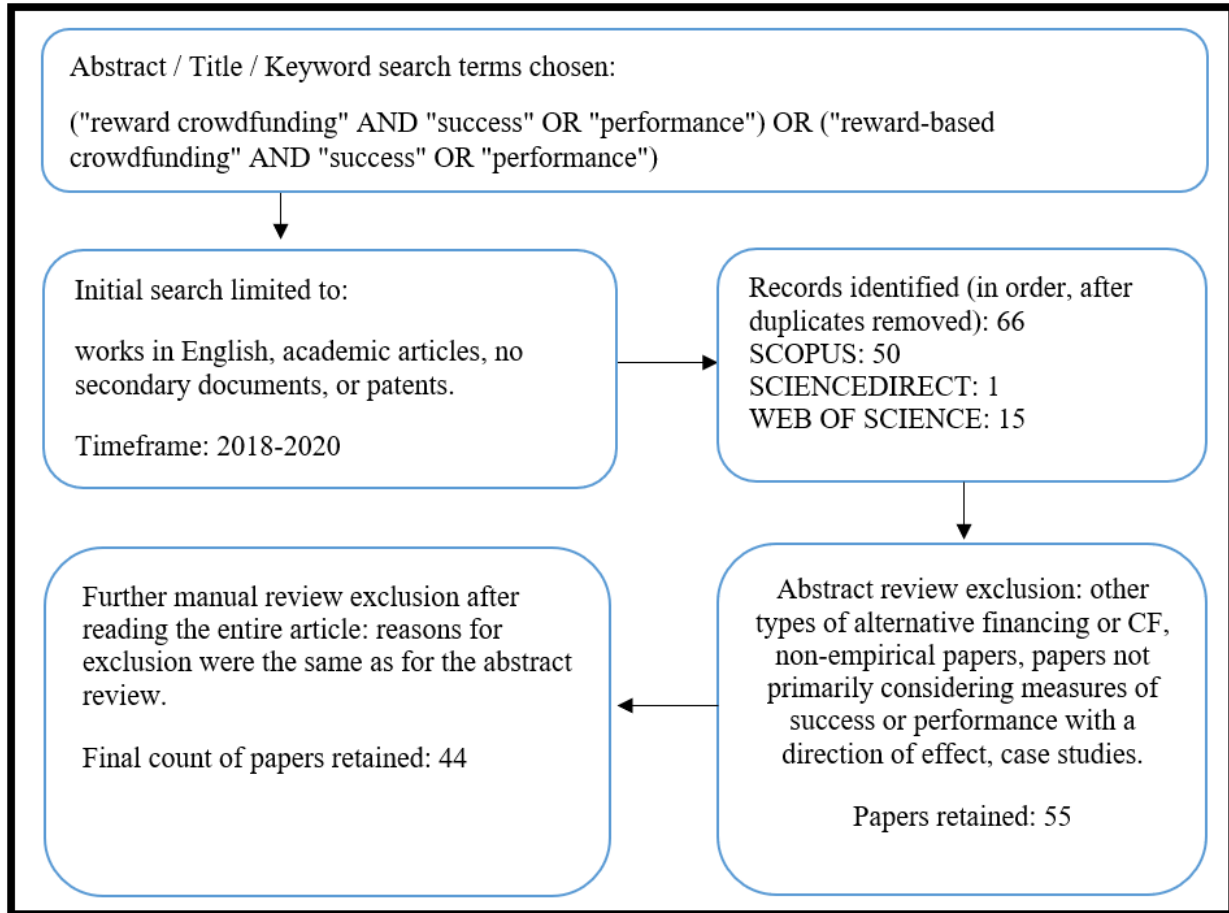 Abstract / Title / Keyword search terms chosen:
("reward crowdfunding" AND "success" OR "performance") OR ("reward-based
crowdfunding" AND "success" OR "performance")
Initial search limited to:
works in English, academic articles, no
secondary documents, or patents.
Timeframe: 2018-2020
Records identified (in order, after
duplicates removed): 66
SCOPUS: 50
SCIENCEDIRECT: 1
WEB OF SCIENCE: 15
Abstract review exclusion: other
types of alternative financing or CF,
non-empirical papers, papers not
primarily considering measures of
success or performance with a
direction of effect, case studies.
Papers retained: 55
Further manual review exclusion after
reading the entire article: reasons for
exclusion were the same as for the abstract
review.
Final count of papers retained: 44